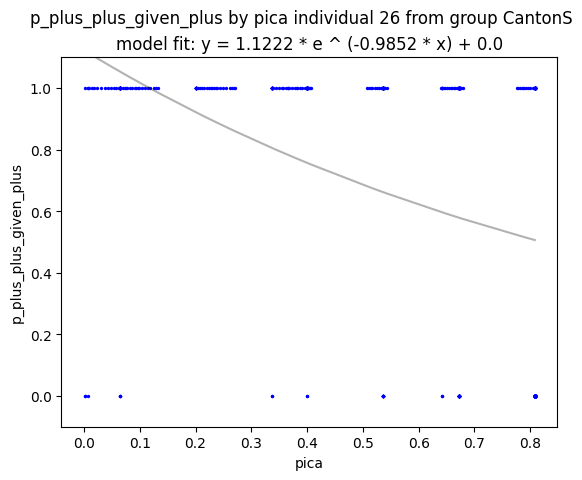 p_plus_plus_given_plus by pica individual 26 from group CantonS
model fit: y = 1.1222 * e ^ (-0.9852 * x) + 0.0
1.0
0.8
0.6
0.4
0.2
0.0
p_plus_plus_given_plus
0.0 0.1 0.2 0.3 0.4 0.5 0.6 0.7 0.8
pica